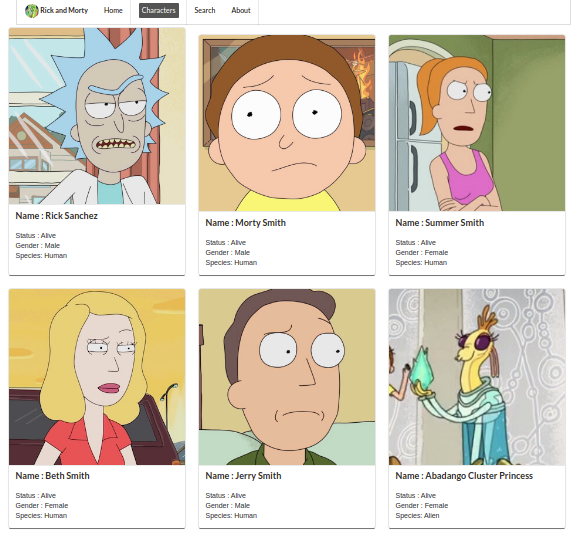 Rick and Morty Home Characters Search About
Name : Rick Sanchez
Status : Alive
Gender : Male
Species: Human
Name : Morty Smith
Status : Alive
Gender : Male
Species: Human
Name : Summer Smith
Status : Alive
Gender : Female
Species: Human
Name : Beth Smith
Status : Alive
Gender : Female
Species: Human
Name : Jerry Smith
Status : Alive
Gender : Male
Species: Human
Name : Abadango Cluster Princess
Status : Alive
Gender : Female
Species: Alien